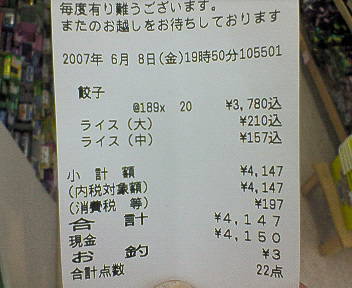 毎度有り難うございます。
またのお越しをお待ちしております
2007年 6月 8日(金)19時50分105501
餃子
@189x 20 ¥3,780込
ライス(大) ¥210込
ライス(中) ¥157込
小計額 ¥4,147
(内税対象額) ¥4,147
(消費税 等) ¥197
合計 ¥4,147
現金 ¥4,150
お釣 ¥3
合計点数 22点